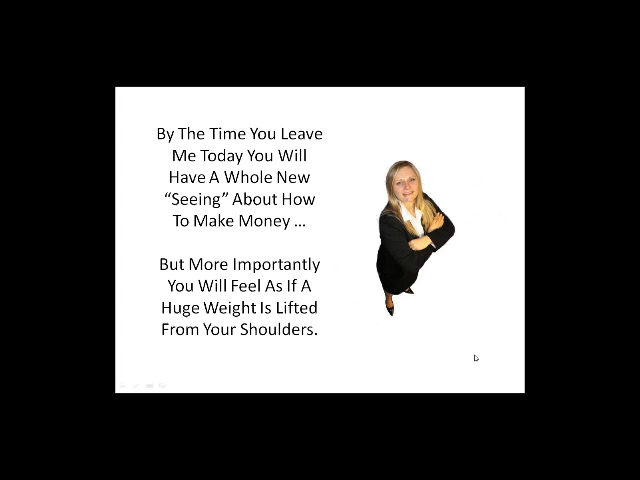 By The Time You Leave
Me Today You Will
Have A Whole New
“Seeing” About How
To Make Money ...
But More Importantly
You Will Feel As If A
Huge Weight Is Lifted
From Your Shoulders.